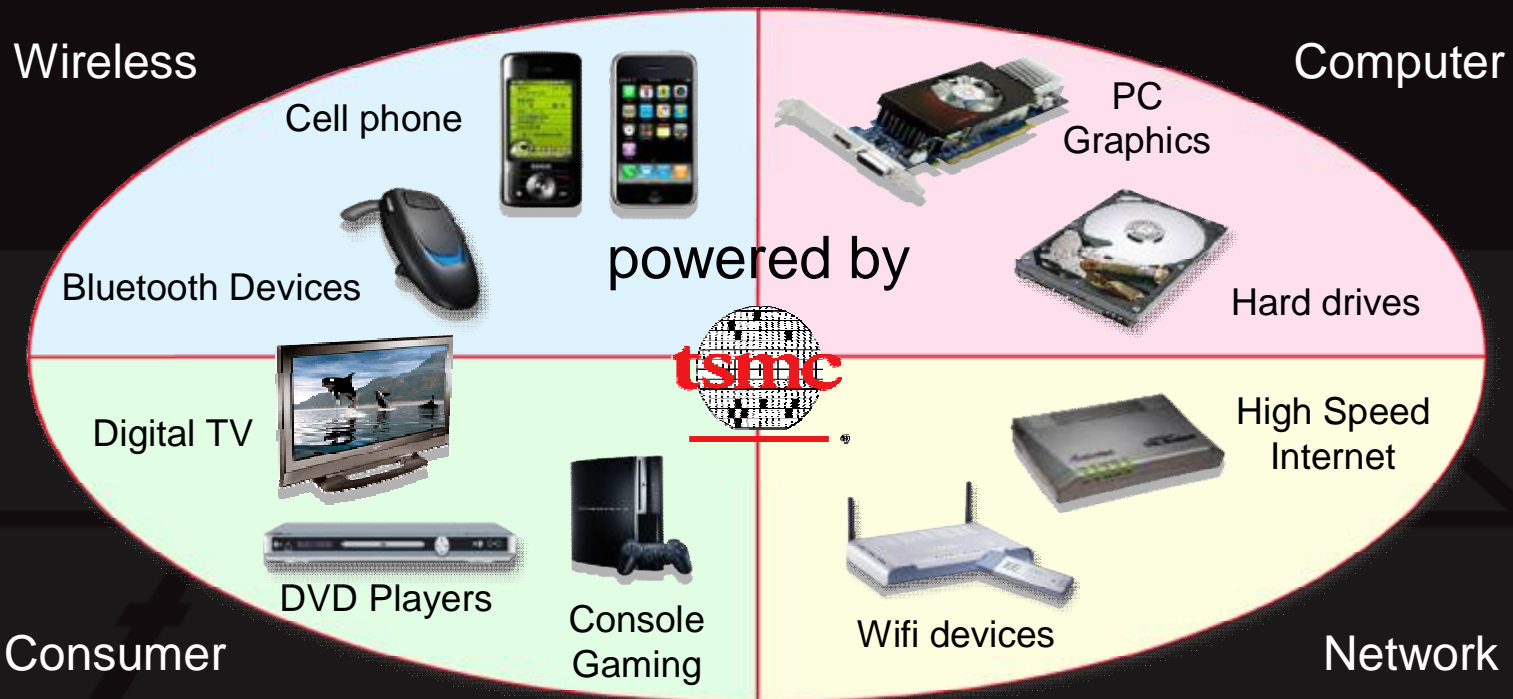 Wireless
Computer
Cell phone
PC
Graphics
Bluetooth Devices
powered by
Hard drives
tsmc
®
Digital TV
High Speed
Internet
DVD Players
Console
Gaming
Wifi devices
Consumer
Network